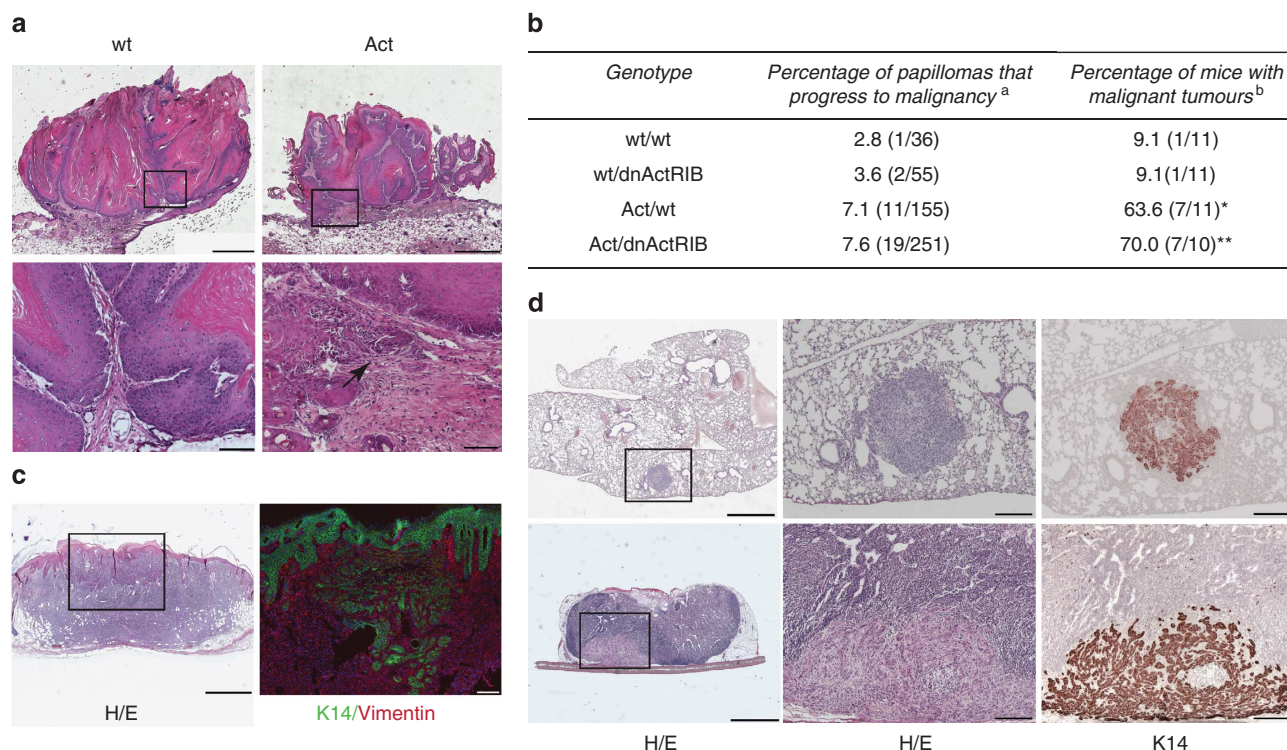 a
wt Act
b
Genotype Percentage of papillomas that progress to malignancy a Percentage of mice with malignant tumours b
wt/wt 2.8 (1/36) 9.1 (1/11)
wt/dnActRIB 3.6 (2/55) 9.1(1/11)
Act/wt 7.1 (11/155) 63.6 (7/11)*
Act/dnActRIB 7.6 (19/251) 70.0 (7/10)**
c
H/E K14/Vimentin
d
H/E H/E K14